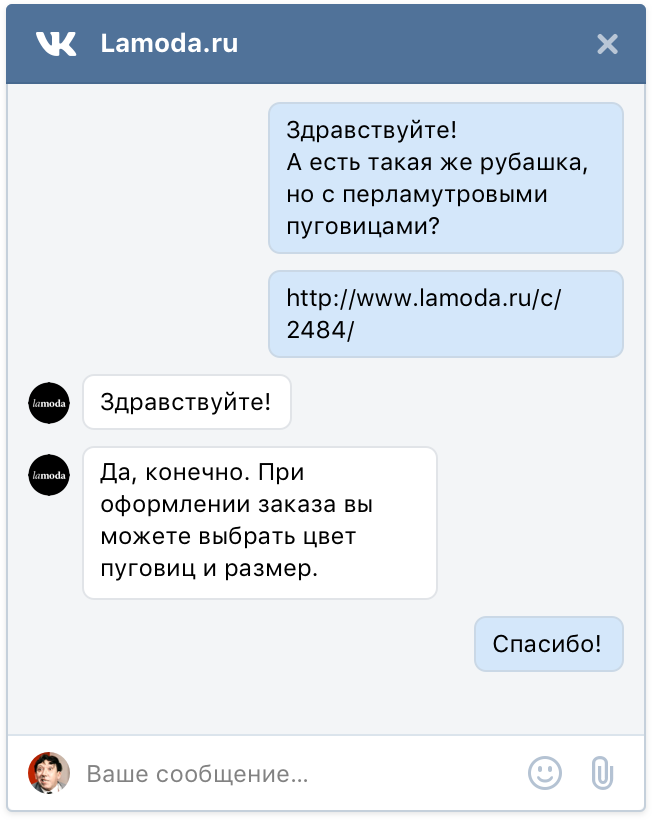 Lamoda.ru
Здравствуйте!
А есть такая же рубашка,
но с перламутровыми
пуговицами?
http://www.lamoda.ru/c/
2484/
lamoda
Здравствуйте!
lamoda
Да, конечно. При
оформлении заказа вы
можете выбрать цвет
пуговиц и размер.
Спасибо!
Ваше сообщение...